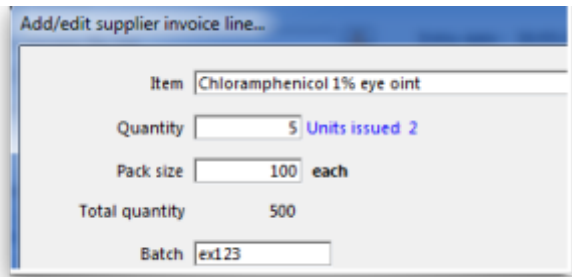 Add/edit supplier invoice line...
Item Chloramphenicol 1% eye oint
Quantity 5 Units issued 2
Pack size 100 each
Total quantity 500
Batch ex123